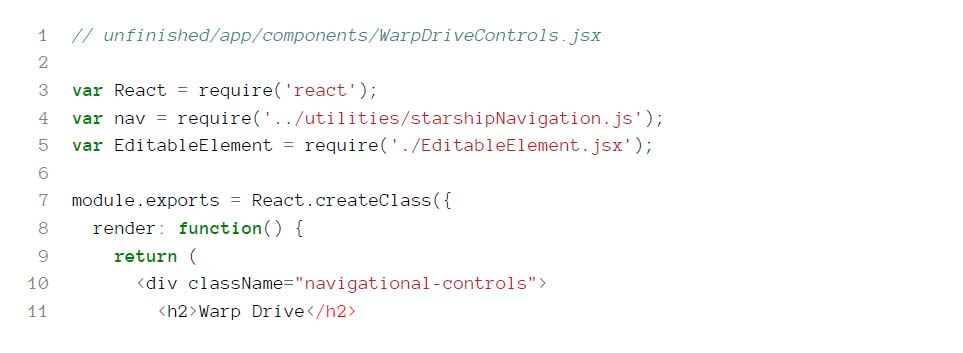 1 // unfinished/app/components/WarpDriveControls.jsx
2
3 var React = require('react');
4 var nav = require('../utilities/starshipNavigation.js');
5 var EditableElement = require('./EditableElement.jsx');
6
7 module.exports = React.createClass({
8   render: function() {
9     return (
10       <div className="navigational-controls">
11         <h2>Warp Drive</h2>